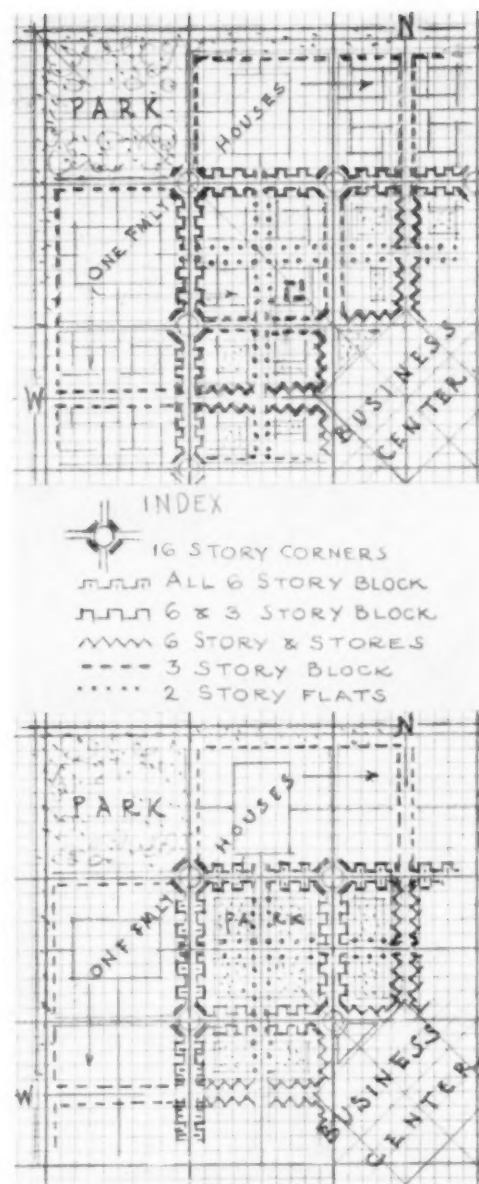 N
PARK
HOUSES
ONE FMLY
W
BUSINESS
CENTER
INDEX
16 STORY CORNERS
ALL 6 STORY BLOCK
6 & 3 STORY BLOCK
6 STORY & STORES
3 STORY BLOCK
2 STORY FLATS
N
PARK
HOUSES
ONE FMLY
PARK
W
BUSINESS
CENTER